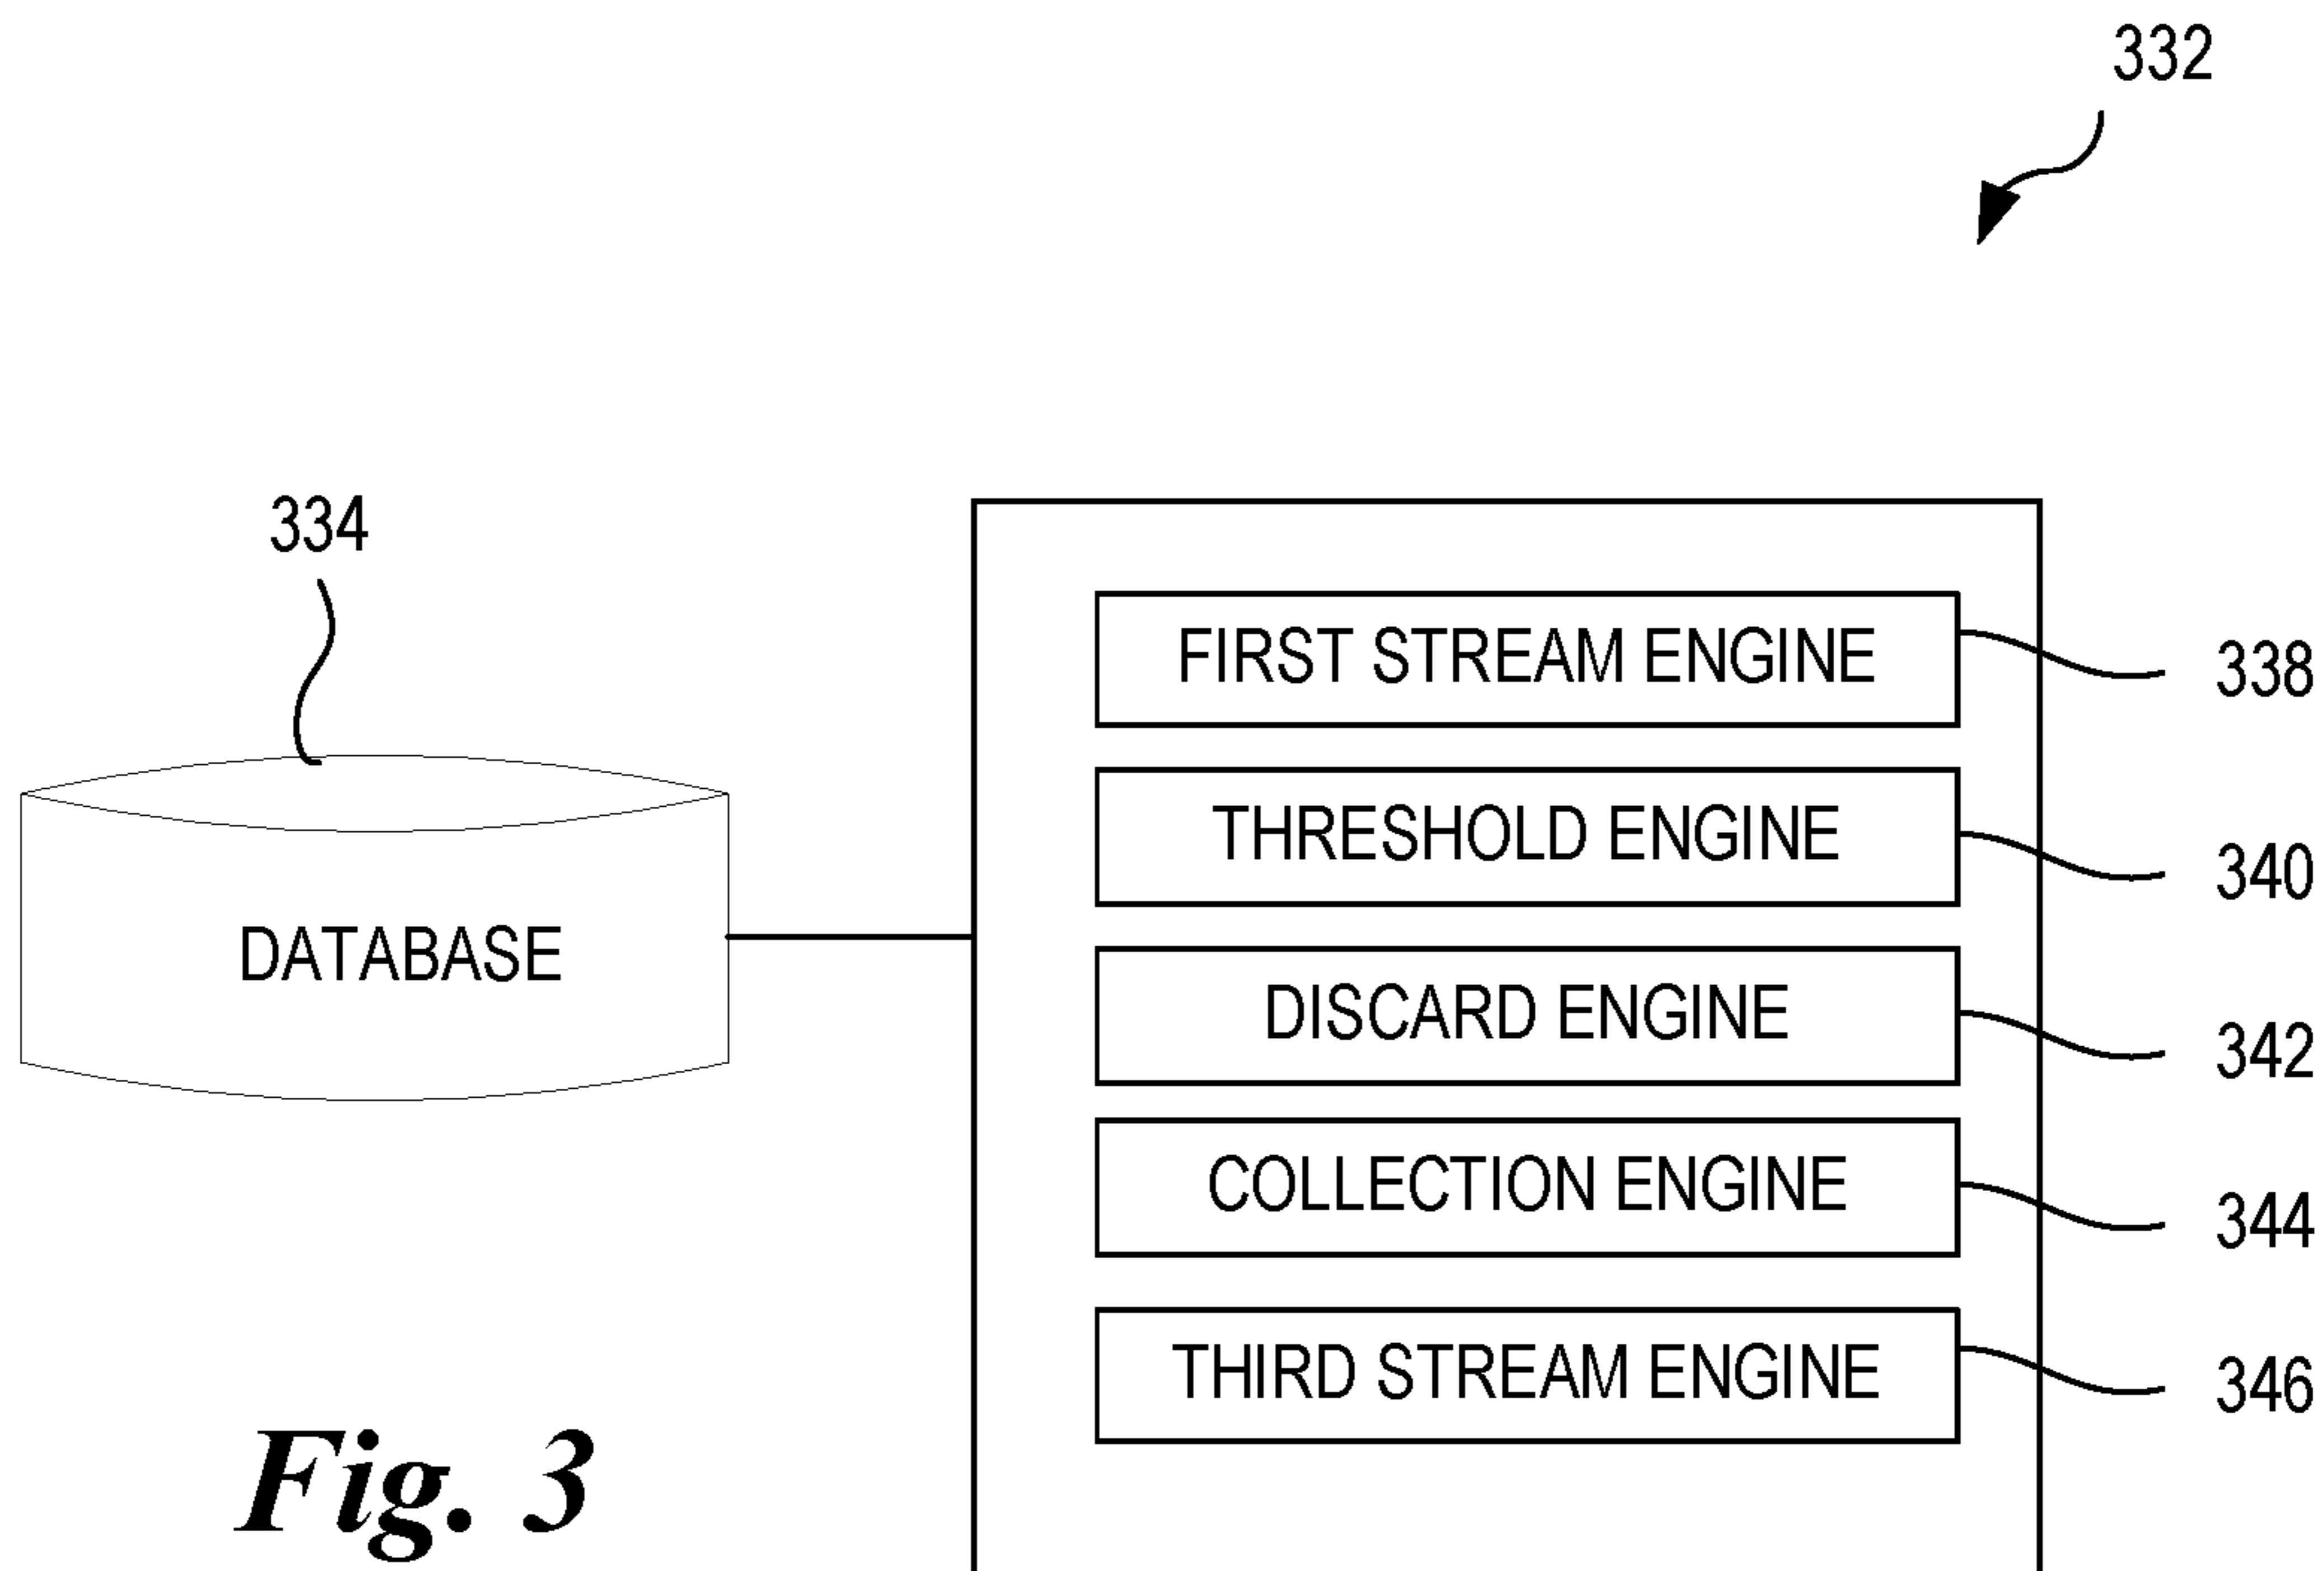 332
334
FIRST STREAM ENGINE
338
THRESHOLD ENGINE
340
DATABASE
DISCARD ENGINE
342
COLLECTION ENGINE
344
THIRD STREAM ENGINE
346
Fig. 3